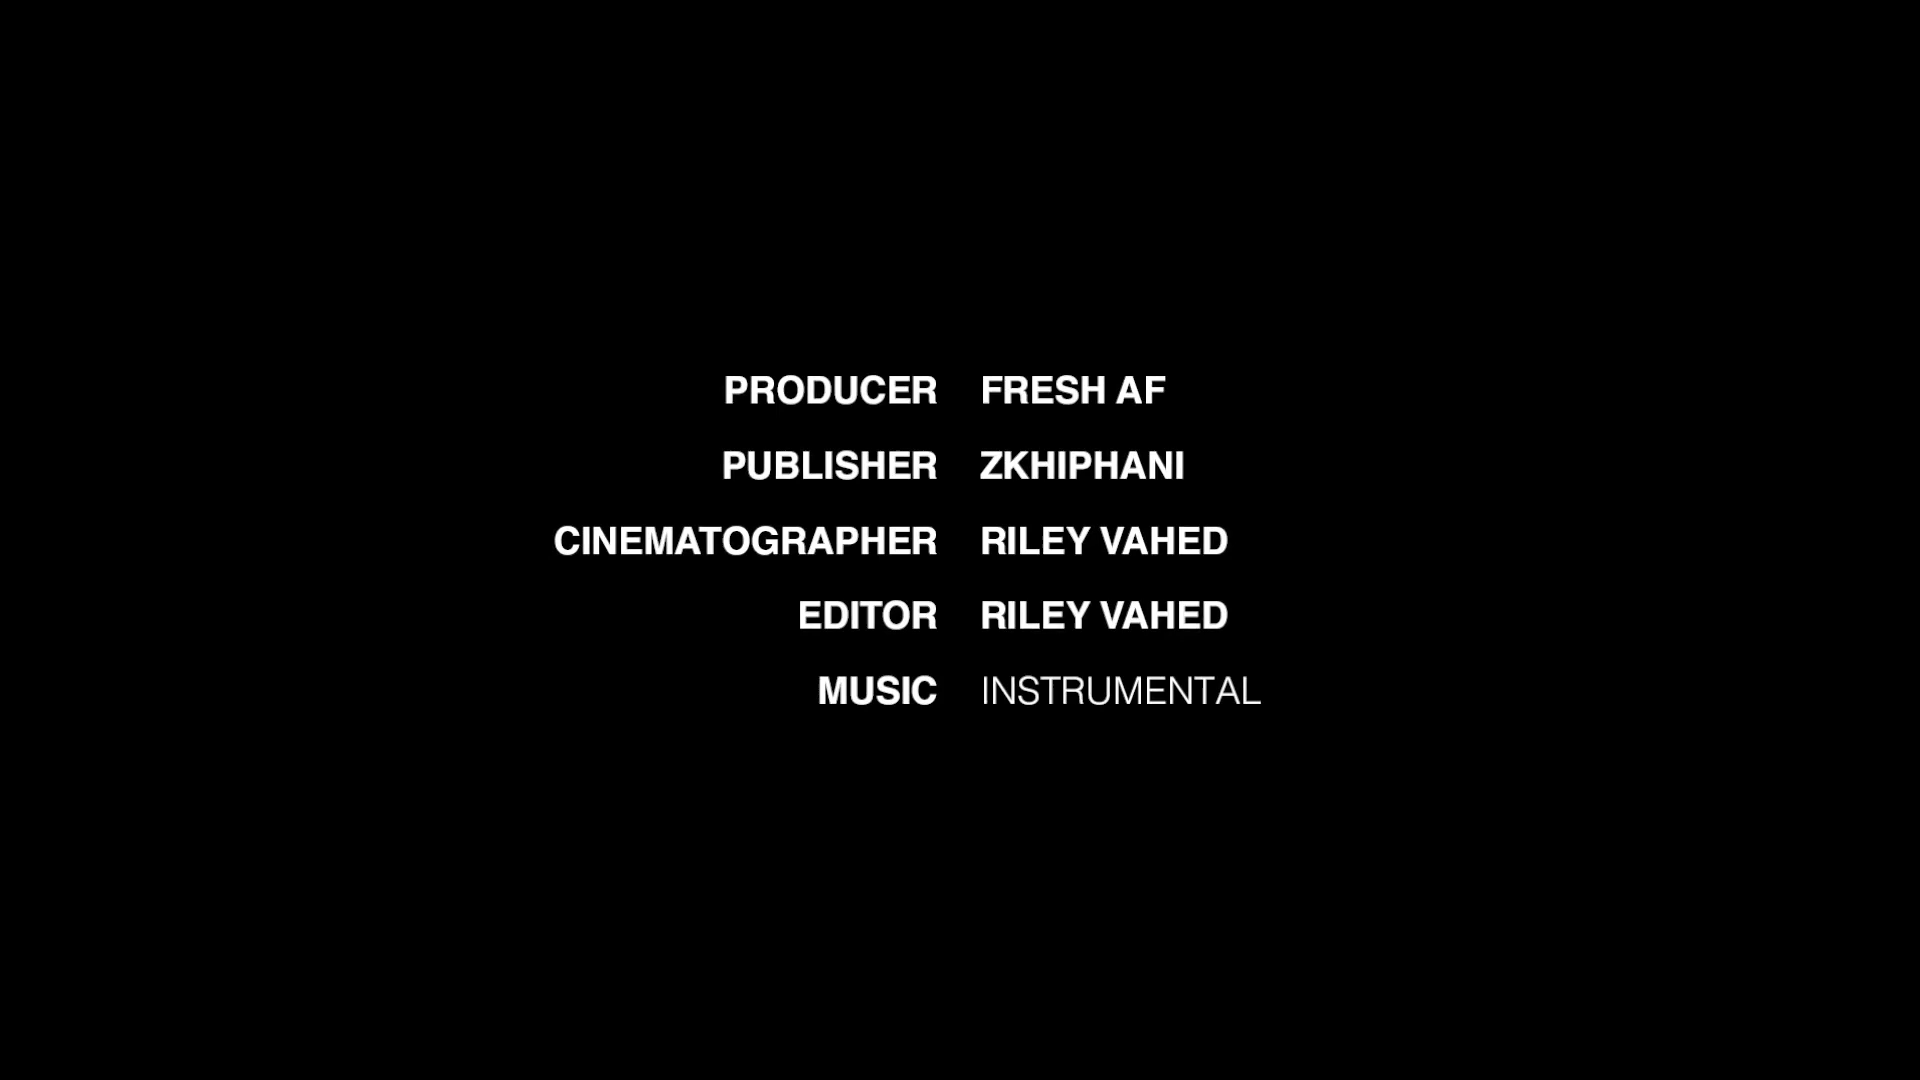 PRODUCER FRESH AF
PUBLISHER ZKHIPHANI
CINEMATOGRAPHER RILEY VAHED
EDITOR RILEY VAHED
MUSIC INSTRUMENTAL